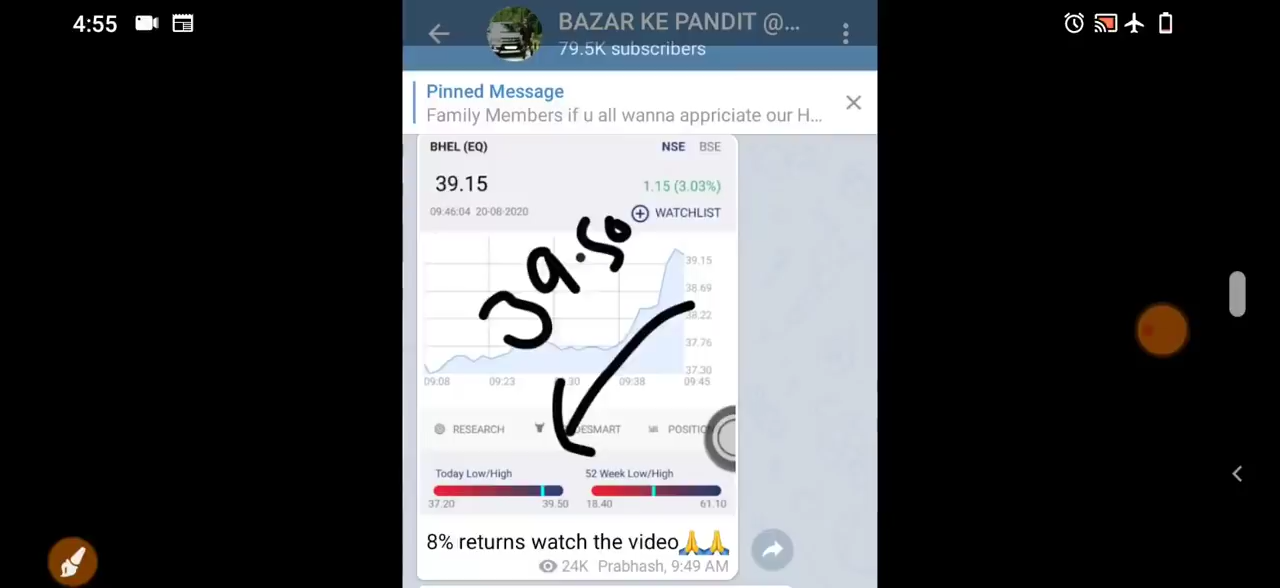 4:55
BAZAR KE PANDIT @...
79.5K subscribers
Pinned Message
Family Members if u all wanna appriciate our H...
BHEL (EQ)
NSE BSE
39.15
1.15 (3.03%)
09:46:04 20-08-2020
WATCHLIST
39.50
39.15
38.69
38.22
37.76
37.30
09:08 09:23 30 09:38 09:45
RESEARCH DESMART POSITIO
Today Low/High 52 Week Low/High
37.20 39.50 18.40 61.10
8% returns watch the video🙏🙏
24K Prabhash, 9:49 AM